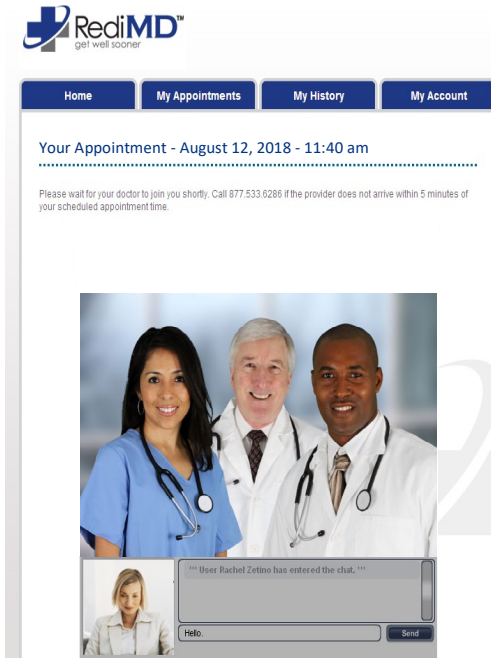 RediMD™
get well sooner
Home My Appointments My History My Account
Your Appointment - August 12, 2018 - 11:40 am
Please wait for your doctor to join you shortly. Call 877.533.6286 if the provider does not arrive within 5 minutes of
your scheduled appointment time.
*** User Rachel Zetino has entered the chat. ***
Hello. Send